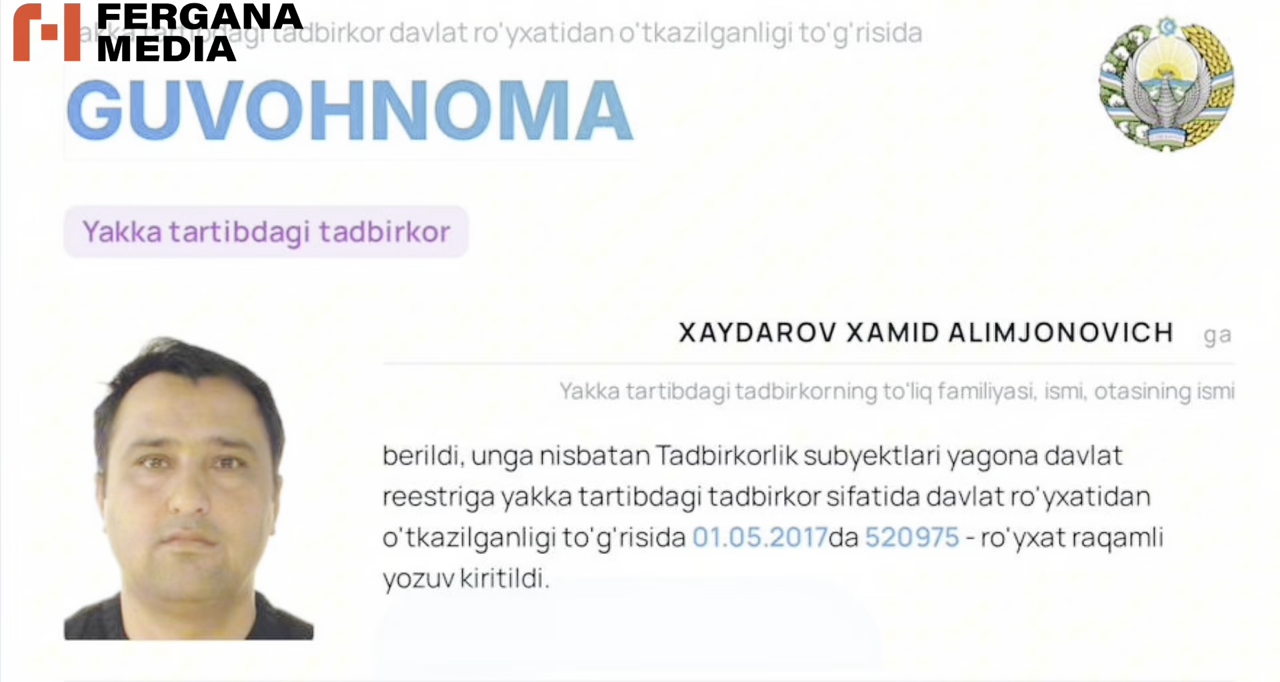 FERGANA
MEDIA
tadbirkor davlat ro'yxatidan o'tkazilganligi to'g'risida
GUVOHNOMA
Yakka tartibdagi tadbirkor
XAYDAROV XAMID ALIMJONOVICH ga
Yakka tartibdagi tadbirkorning to'liq familiyasi, ismi, otasining ismi
berildi, unga nisbatan Tadbirkorlik subyektlari yagona davlat
reestriga yakka tartibdagi tadbirkor sifatida davlat ro'yxatidan
o'tkazilganligi to'g'risida 01.05.2017da 520975 - ro'yxat raqamli
yozuv kiritildi.